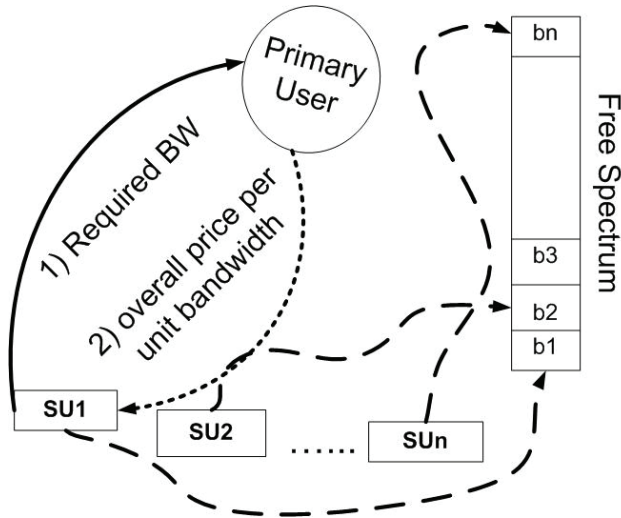 Primary
User
1) Required BW
2) overall price per
unit bandwidth
SU1
SU2
.......
SUn
bn
b3
b2
b1
Free Spectrum